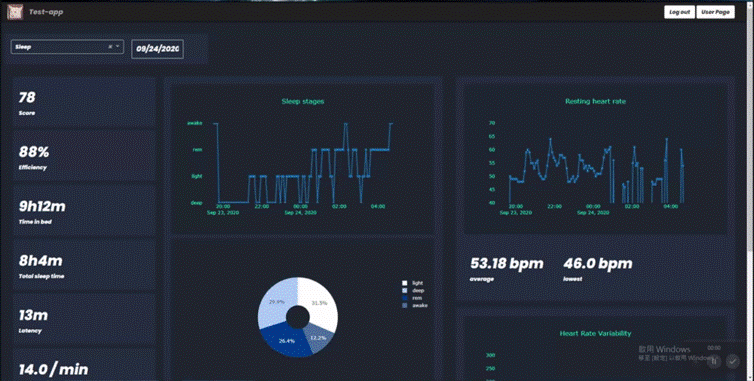 Test-app
Log out
User Page
Sleep
09/24/2020
78
Score
88%
Efficiency
9h12m
Time in bed
8h4m
Total sleep time
13m
Latency
14.0 / min
Sleep stages
awake
rem
light
deep
20:00
22:00
00:00
02:00
04:00
Sep 23, 2020
Sep 24, 2020
light
deep
rem
awake
31.5%
12.2%
26.4%
Resting heart rate
70
65
60
55
50
45
40
20:00
22:00
00:00
02:00
04:00
Sep 23, 2020
Sep 24, 2020
53.18 bpm
average
46.0 bpm
lowest
Heart Rate Variability
300
250
啟用 Windows
移至 [設定] 以啟用 Windows
00:00